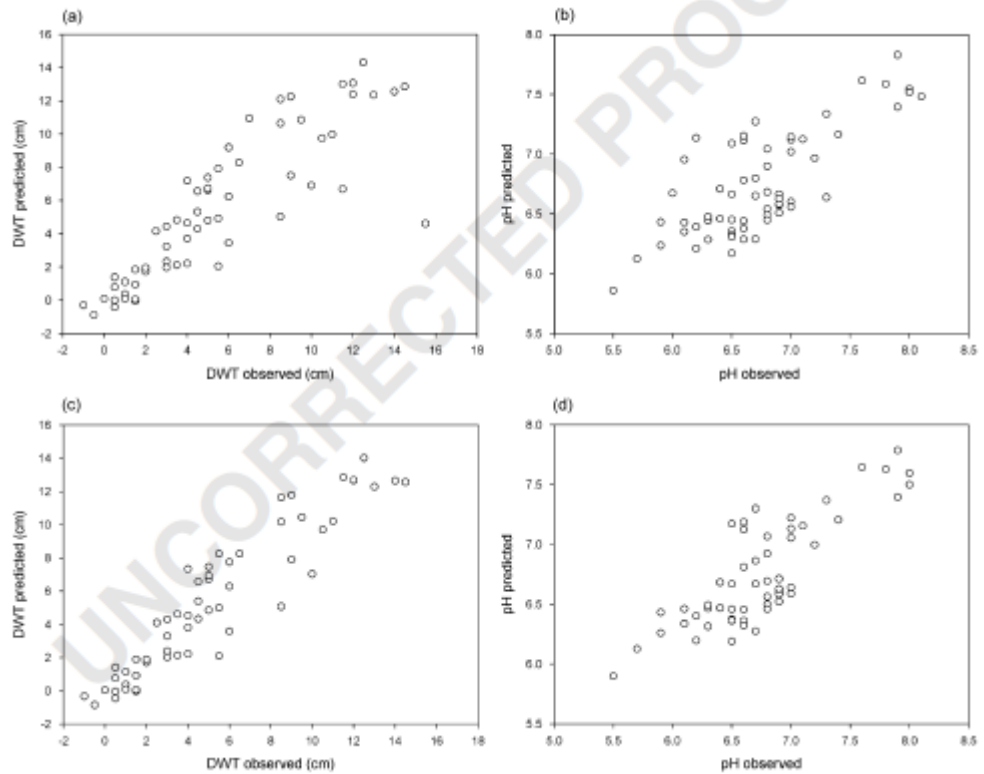 (a)
16
14
12
10
8
6
4
2
0
-2
DWT predicted (cm)
-2 0 2 4 6 8 10 12 14 16 18
DWT observed (cm)
(b)
8.0
7.5
7.0
6.5
6.0
5.5
pH predicted
5.0 5.5 6.0 6.5 7.0 7.5 8.0 8.5
pH observed
(c)
16
14
12
10
8
6
4
2
0
-2
DWT predicted (cm)
-2 0 2 4 6 8 10 12 14 16 18
DWT observed (cm)
(d)
8.0
7.5
7.0
6.5
6.0
5.5
pH predicted
5.0 5.5 6.0 6.5 7.0 7.5 8.0 8.5
pH observed
UNCORRECTED PROO